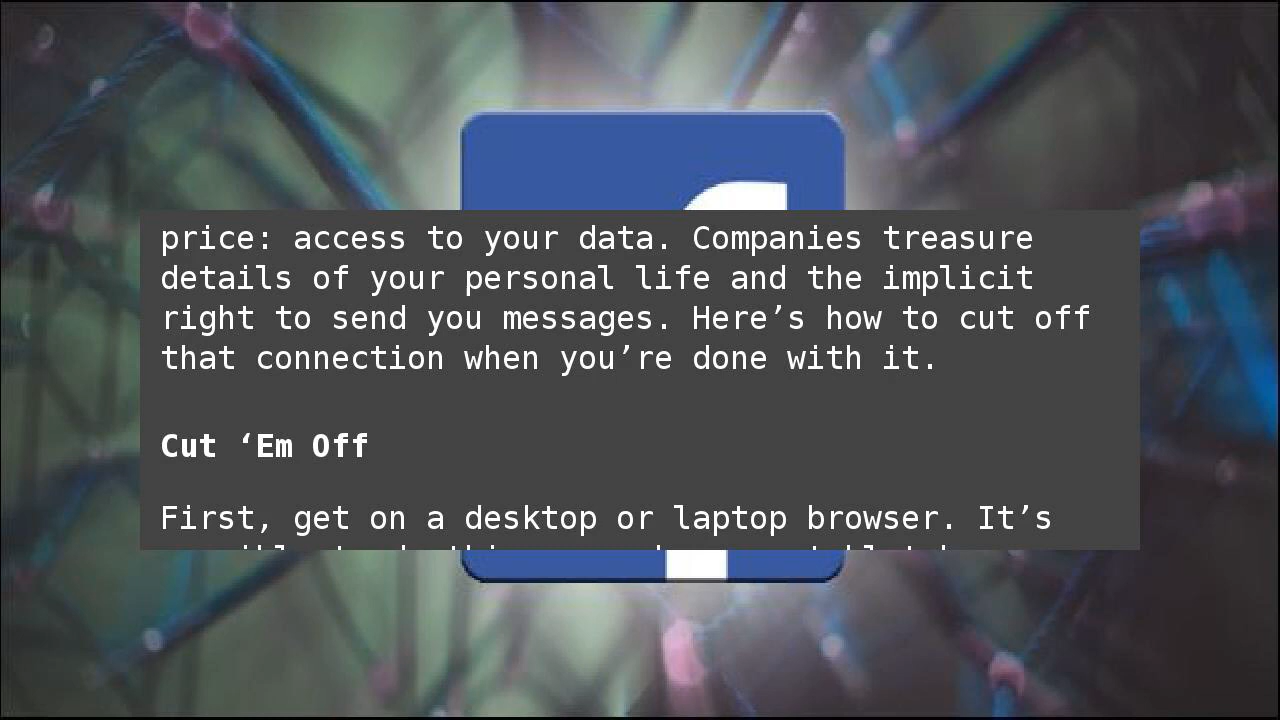 price: access to your data. Companies treasure
details of your personal life and the implicit
right to send you messages. Here’s how to cut off
that connection when you’re done with it.
Cut ‘Em Off
First, get on a desktop or laptop browser. It’s